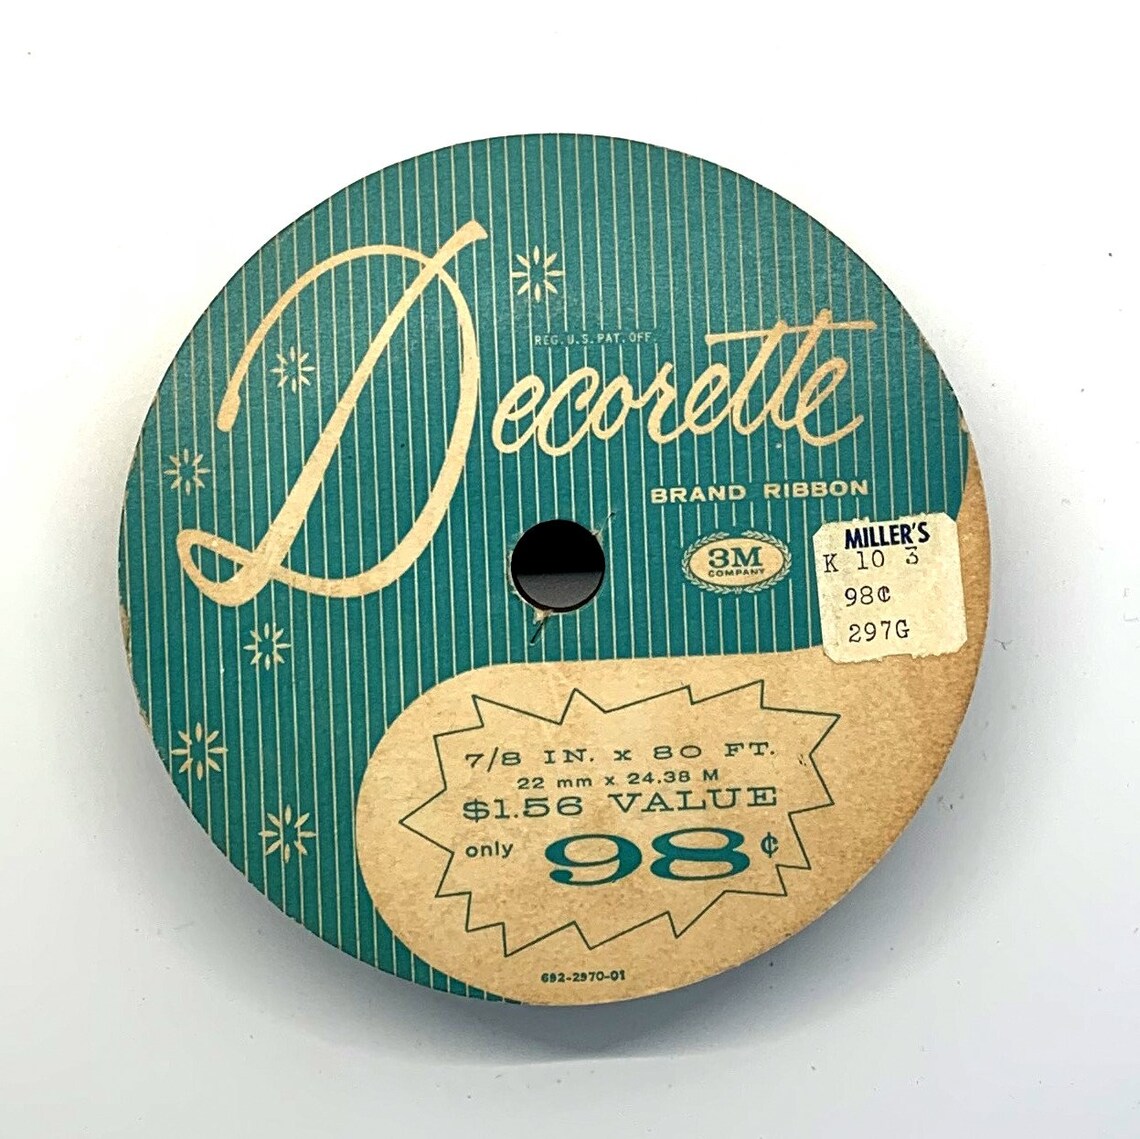 Decorette
REG. U.S. PAT. OFF.
BRAND RIBBON
3M
COMPANY
MILLER'S
K 10 3
98¢
297G
7/8 IN. x 80 FT.
22 mm x 24.38 M
$1.56 VALUE
only 98¢
692-2970-01